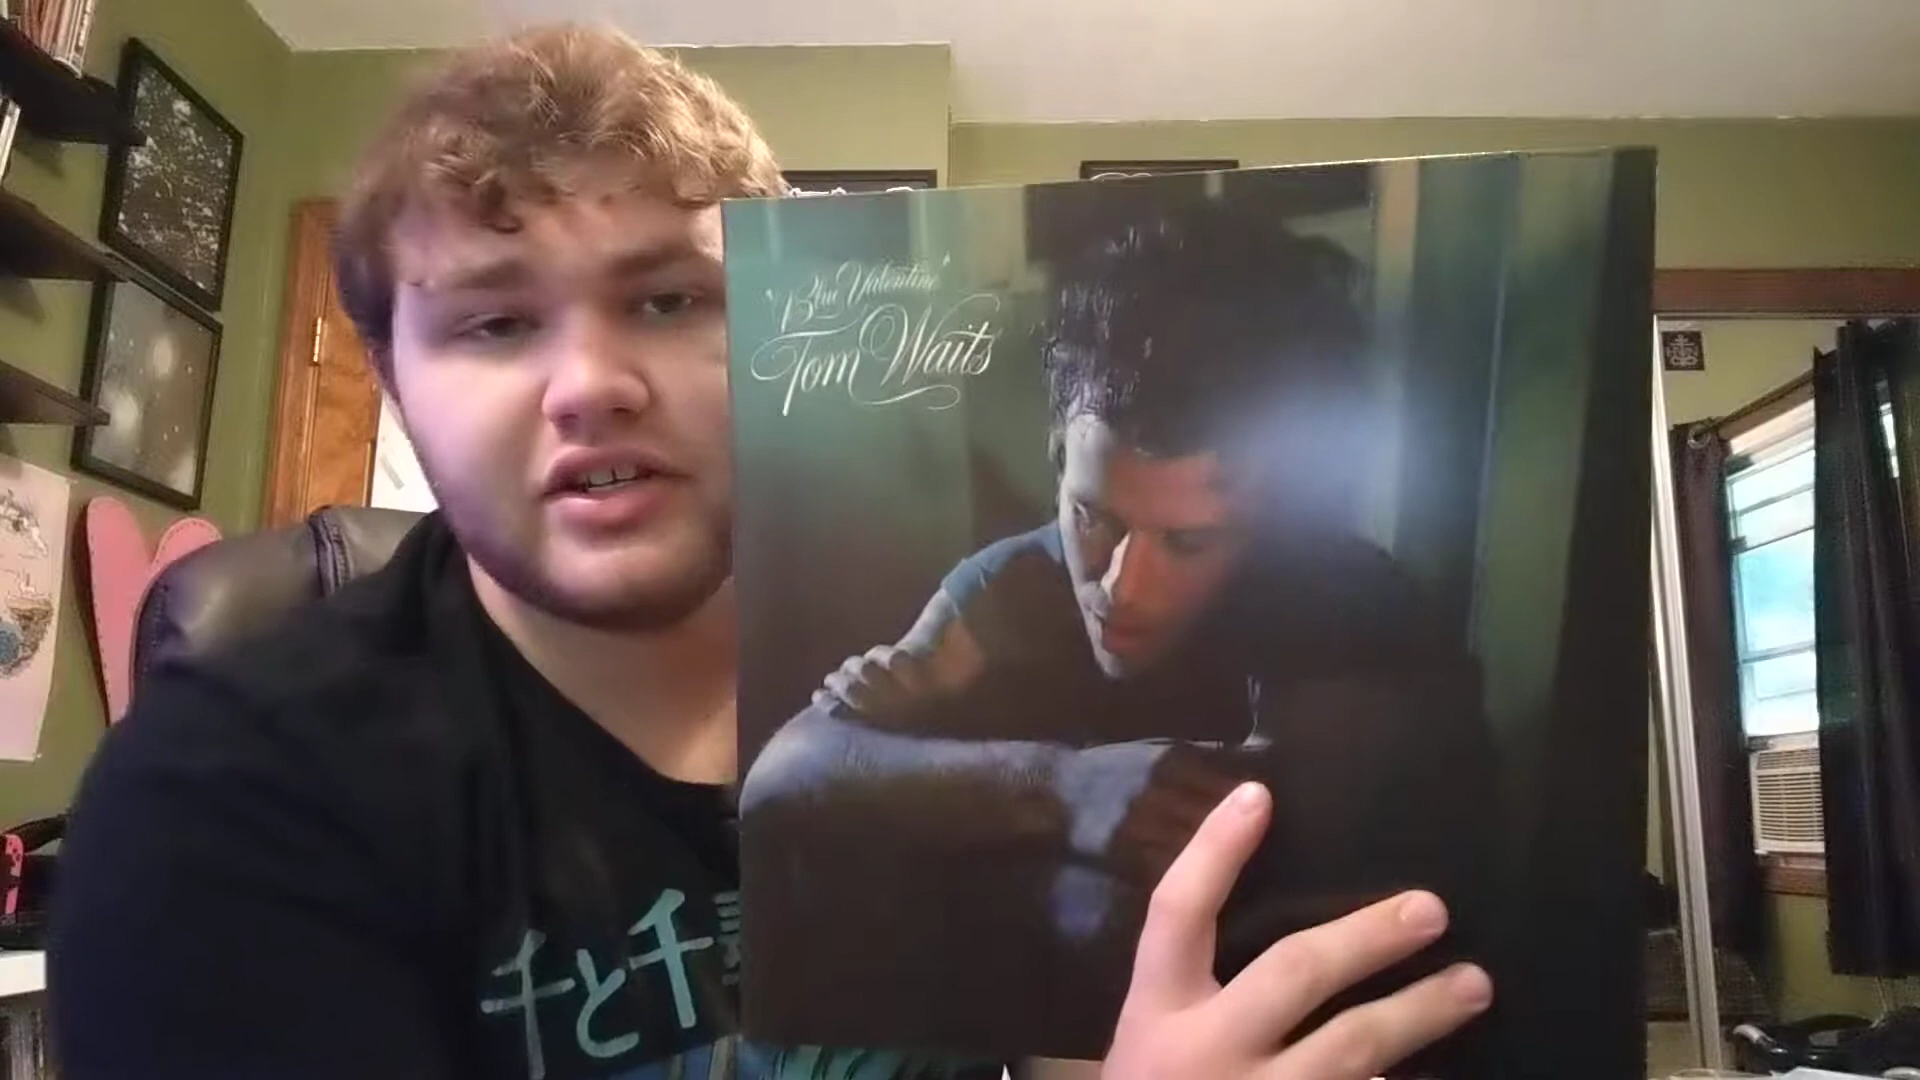 "Blue Valentine"
Tom Waits
千と千